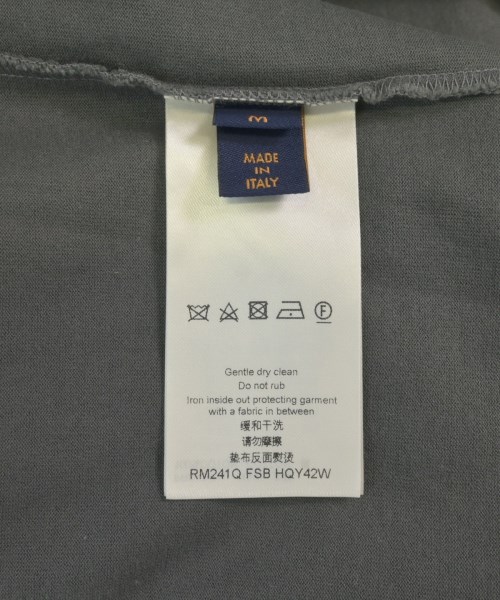 MADE
IN
ITALY
Gentle dry clean
Do not rub
Iron inside out protecting garment
with a fabric in between
缓和干洗
请勿摩擦
垫布反面熨烫
RM241Q FSB HQY42W